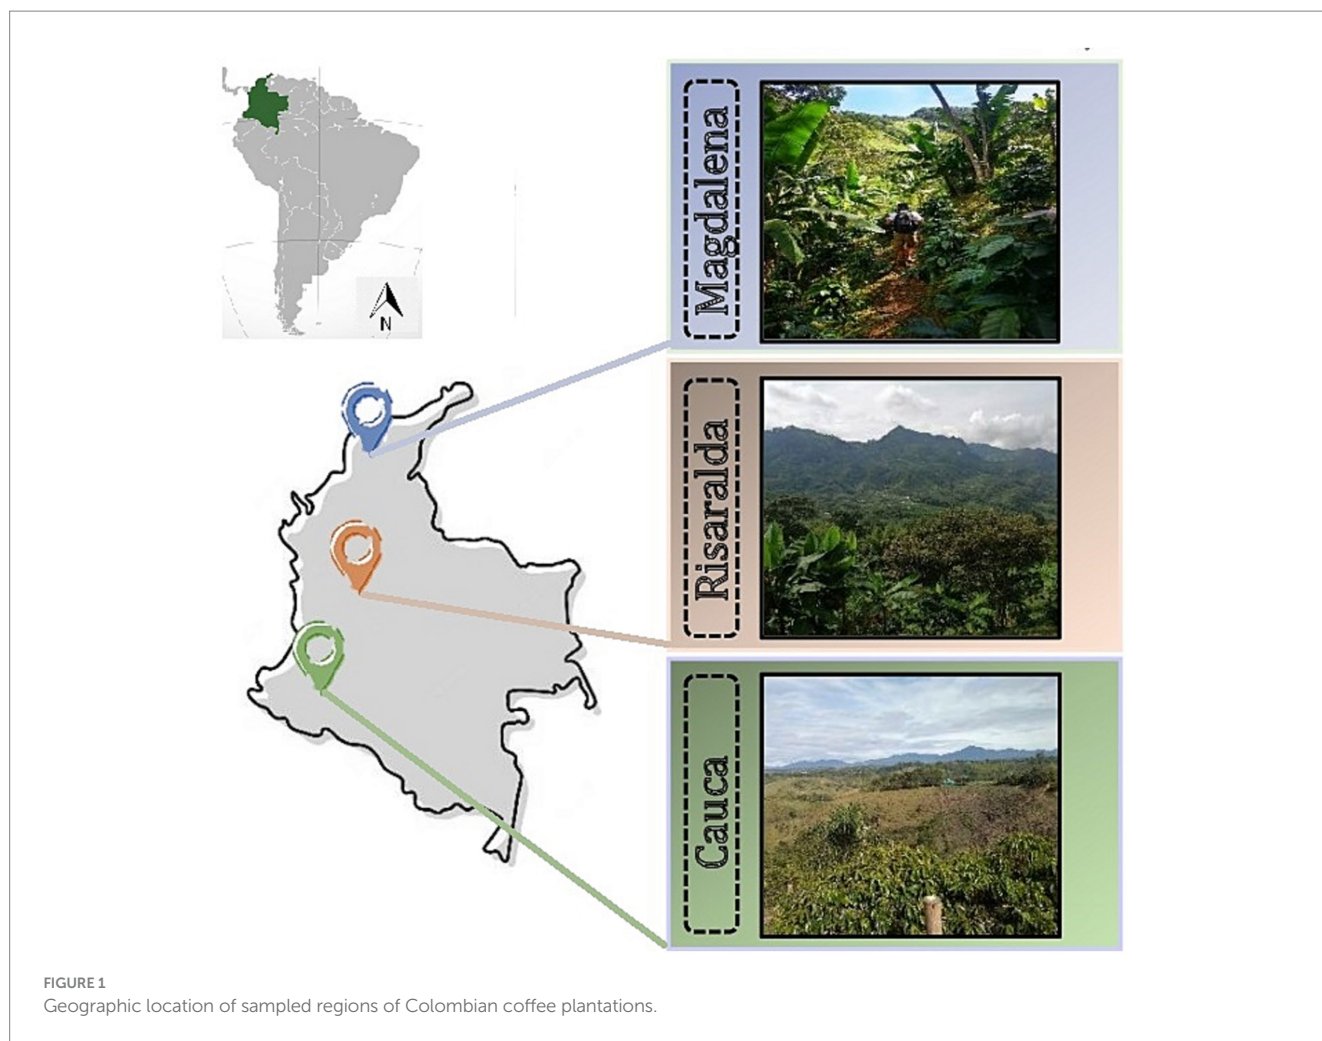 N
Magdalena
Risaralda
Cauca
FIGURE 1
Geographic location of sampled regions of Colombian coffee plantations.